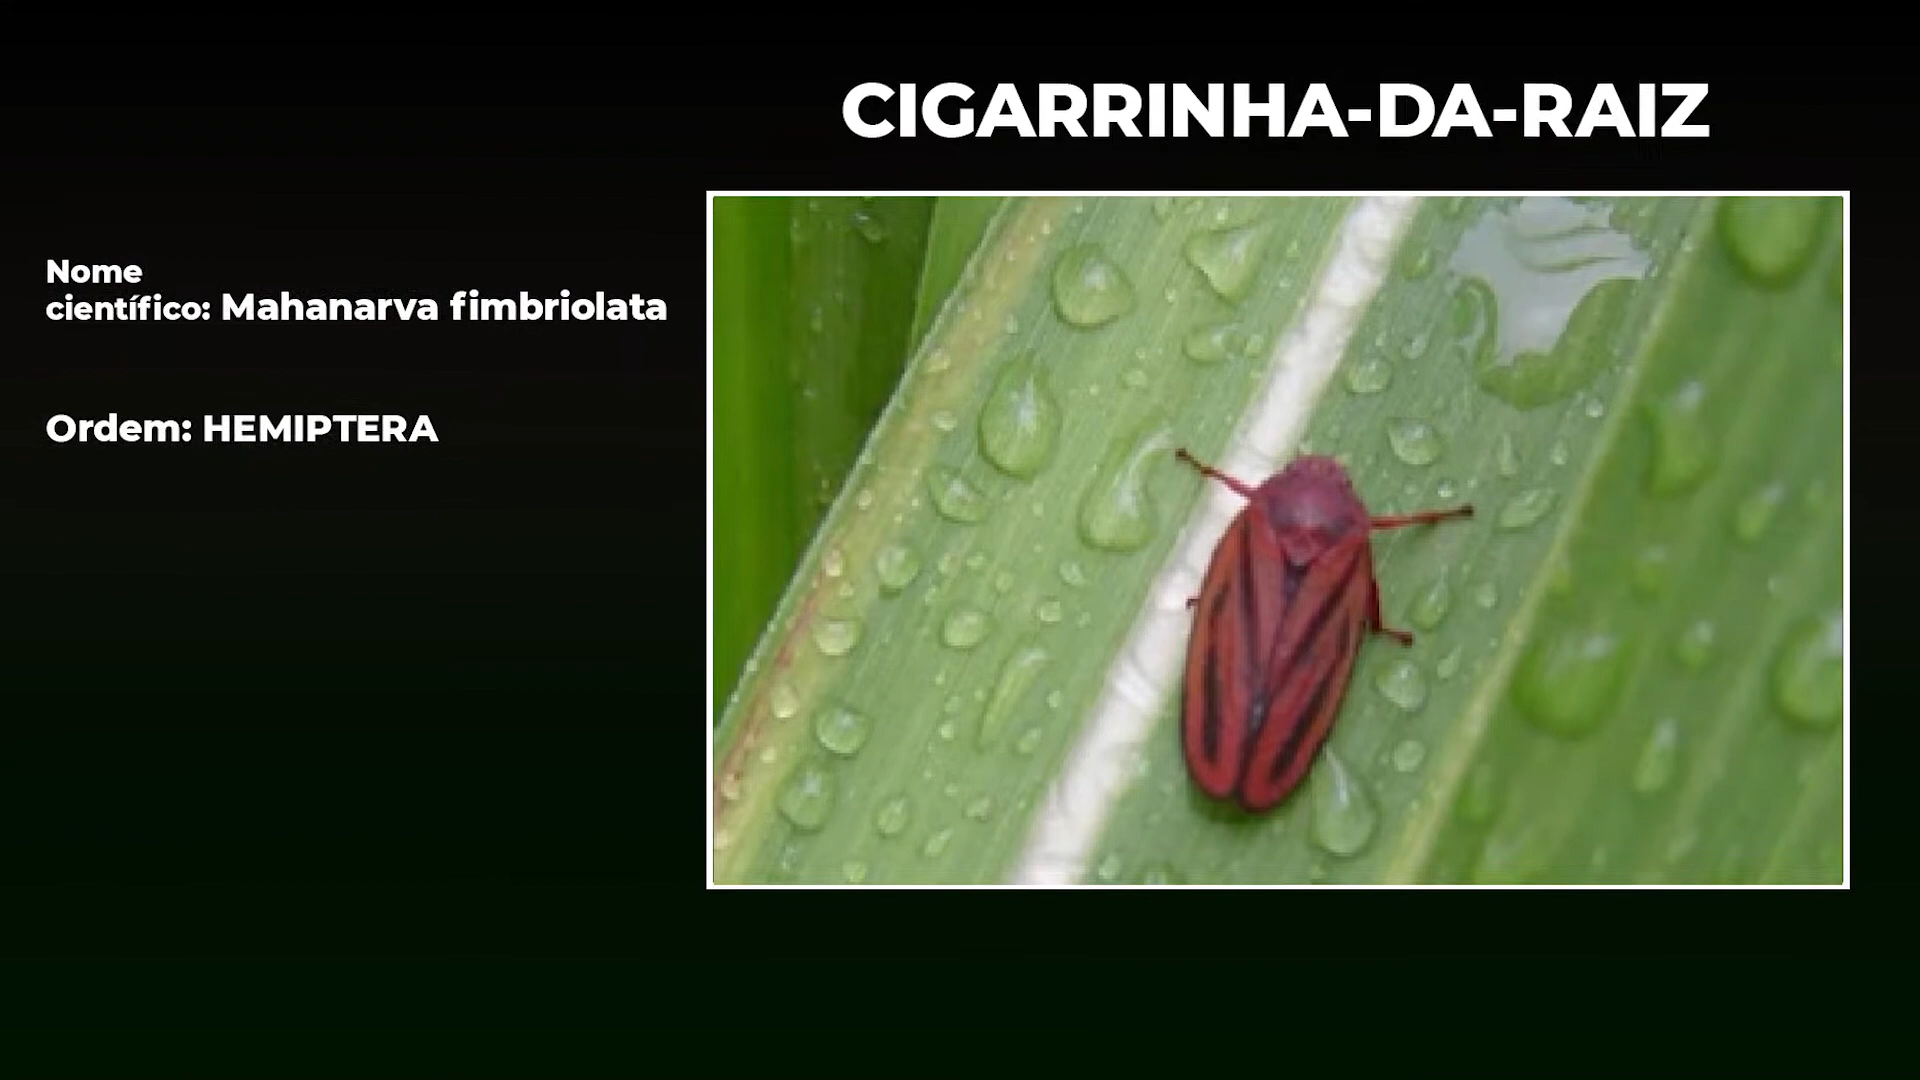 CIGARRINHA-DA-RAIZ
Nome
científico: Mahanarva fimbriolata
Ordem: HEMIPTERA